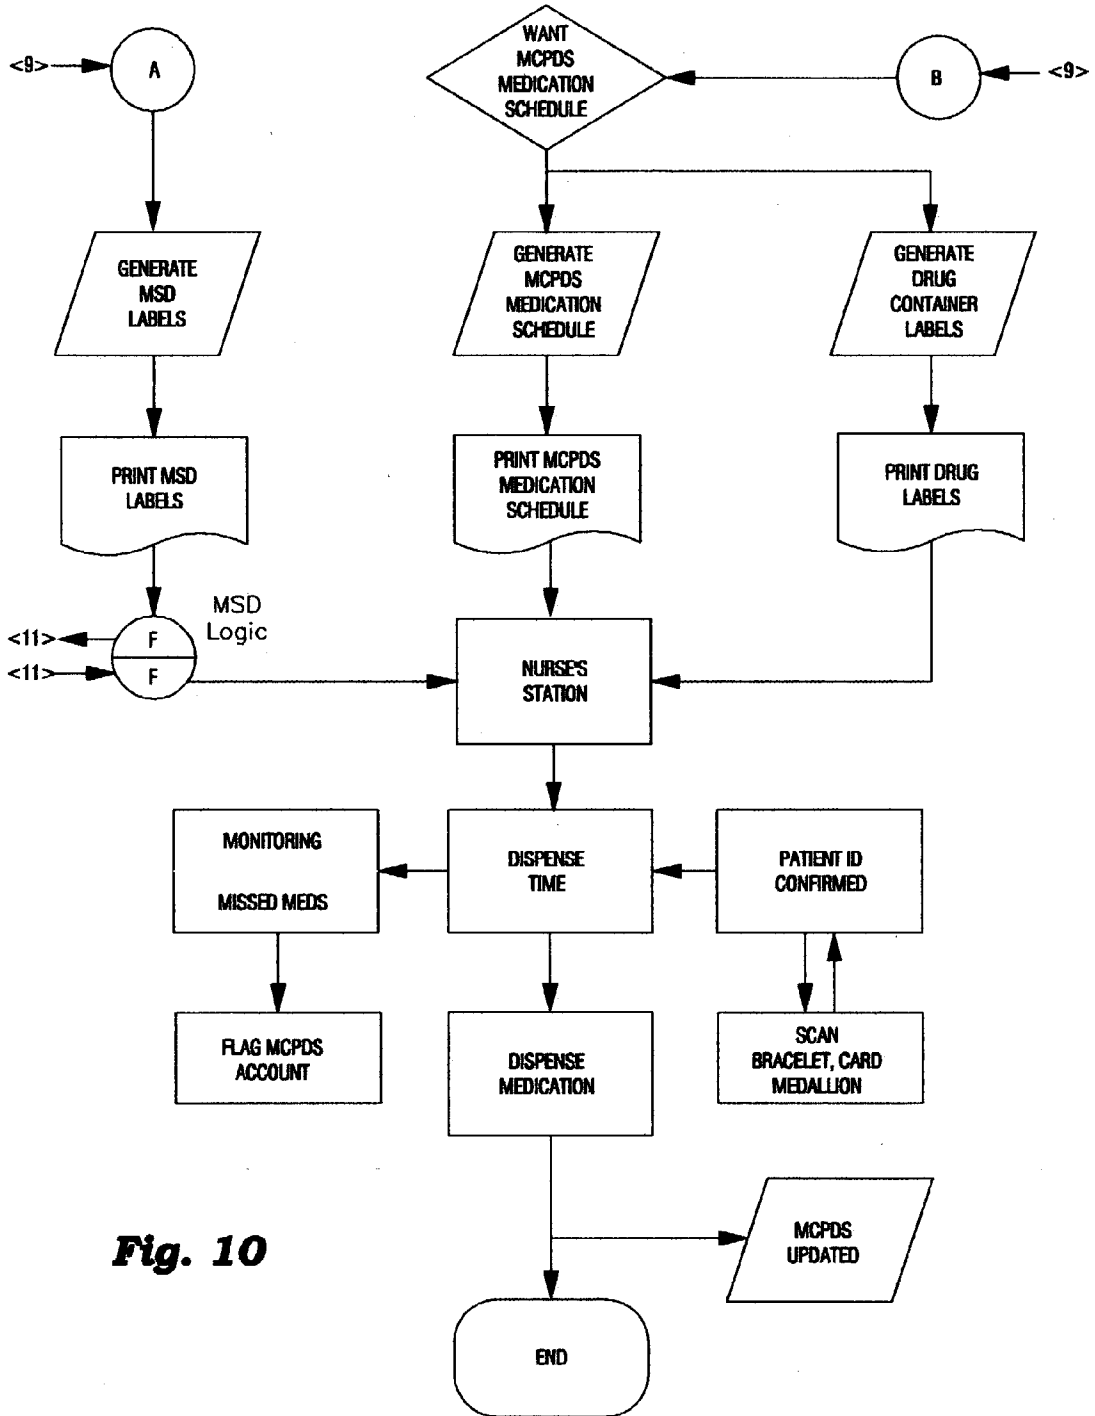 <9>
A
WANT
MCPDS
MEDICATION
SCHEDULE
B
<9>
GENERATE
MSD
LABELS
GENERATE
MCPDS
MEDICATION
SCHEDULE
GENERATE
DRUG
CONTAINER
LABELS
PRINT MSD
LABELS
PRINT MCPDS
MEDICATION
SCHEDULE
PRINT DRUG
LABELS
MSD
Logic
<11>
F
<11>
F
NURSE'S
STATION
MONITORING
MISSED MEDS
DISPENSE
TIME
PATIENT ID
CONFIRMED
FLAG MCPDS
ACCOUNT
DISPENSE
MEDICATION
SCAN
BRACELET, CARD
MEDALLION
MCPDS
UPDATED
Fig. 10
END